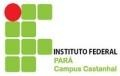 INSTITUTO FEDERAL
PARÁ
Campus Castanhal